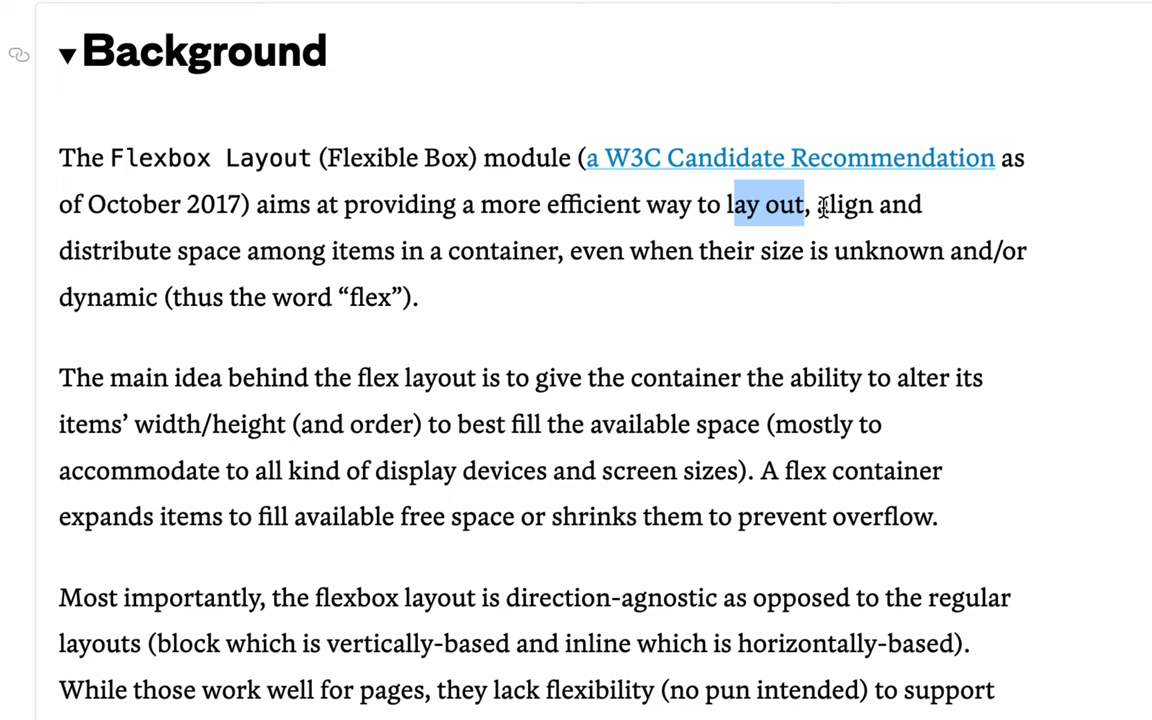 Background
The Flexbox Layout (Flexible Box) module (a W3C Candidate Recommendation as
of October 2017) aims at providing a more efficient way to lay out, align and
distribute space among items in a container, even when their size is unknown and/or
dynamic (thus the word “flex”).
The main idea behind the flex layout is to give the container the ability to alter its
items’ width/height (and order) to best fill the available space (mostly to
accommodate to all kind of display devices and screen sizes). A flex container
expands items to fill available free space or shrinks them to prevent overflow.
Most importantly, the flexbox layout is direction-agnostic as opposed to the regular
layouts (block which is vertically-based and inline which is horizontally-based).
While those work well for pages, they lack flexibility (no pun intended) to support